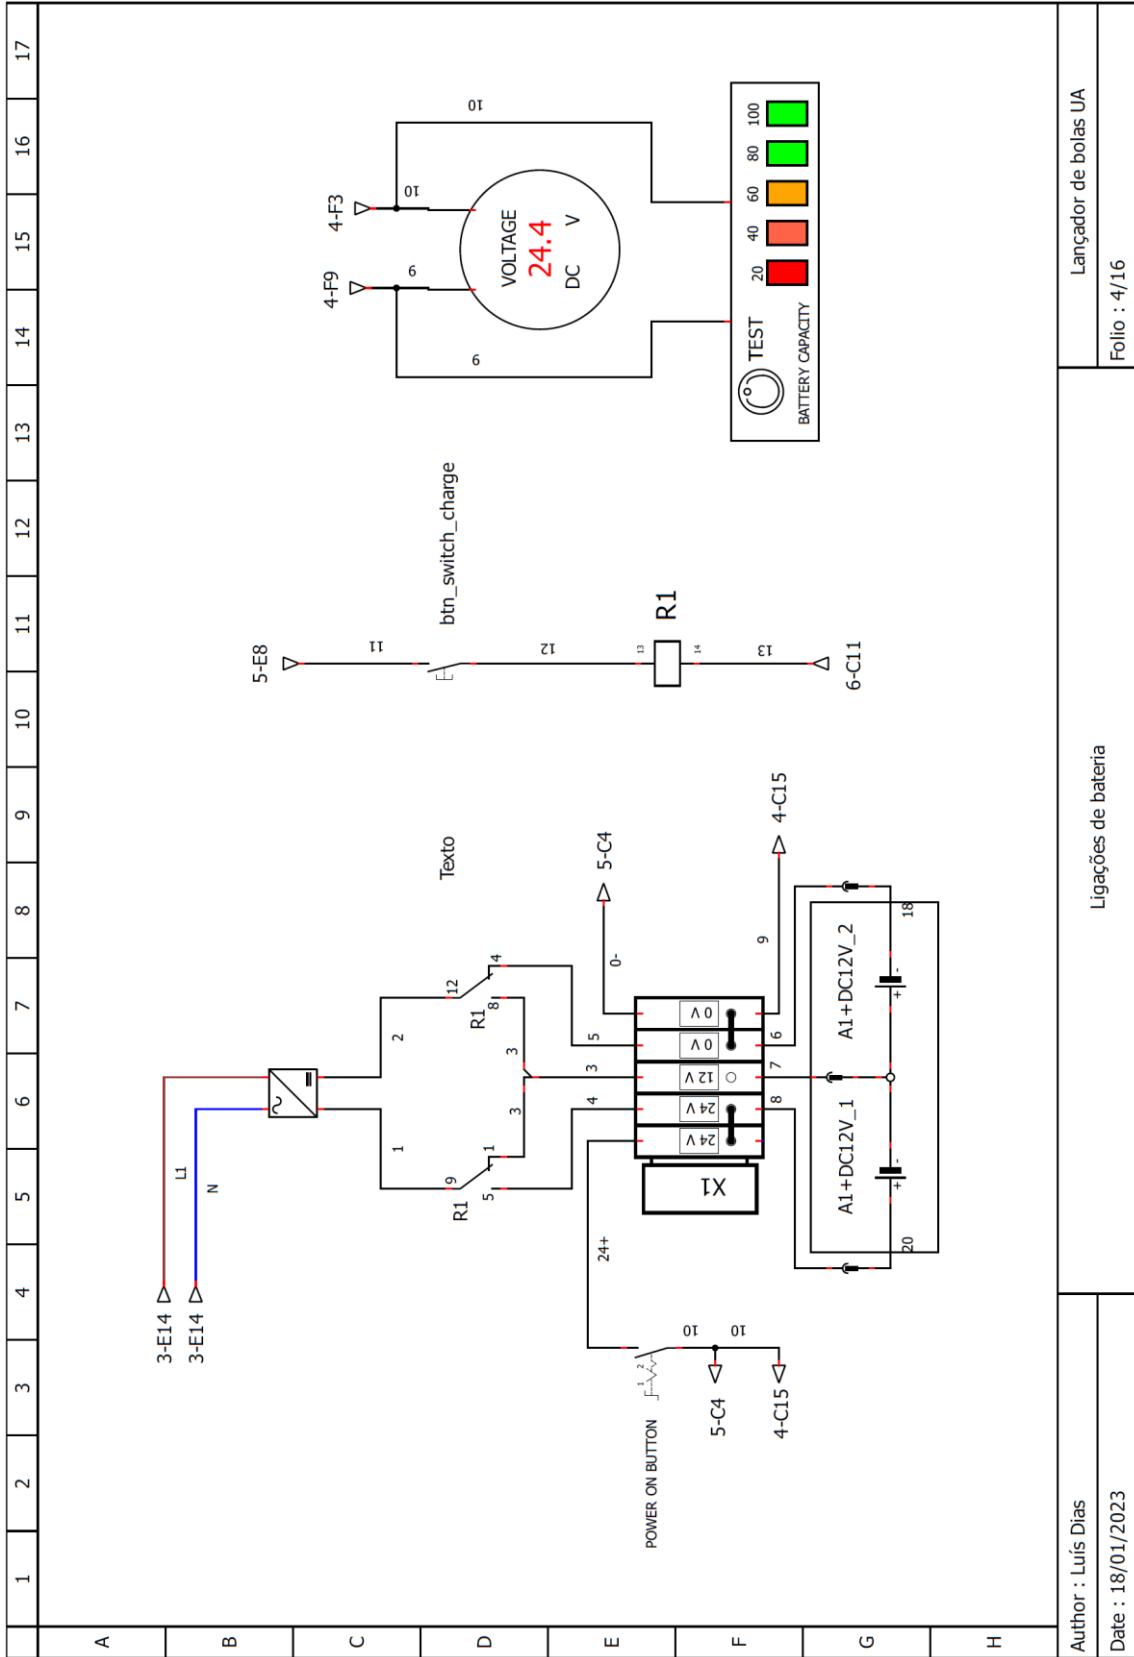 1 2 3 4 5 6 7 8 9 10 11 12 13 14 15 16 17
A
B
C
D
E
F
G
H
3-E14
3-E14
L1
N
1
2
R1
9
5
1
R1
12
8
4
Texto
3
3
4
3
5
24+
0-
5-C4
X1
24 V
24 V
12 V
0 V
0 V
8
7
6
9
4-C15
POWER ON BUTTON
1 2
10
10
5-C4
4-C15
A1+DC12V_1
A1+DC12V_2
+ -
+ -
20
18
5-E8
11
btn_switch_charge
12
13
R1
14
13
6-C11
4-F9
4-F3
9
10
9
10
VOLTAGE
24.4
DC V
TEST
20 40 60 80 100
BATTERY CAPACITY
Author : Luís Dias
Date : 18/01/2023
Ligações de bateria
Lançador de bolas UA
Folio : 4/16